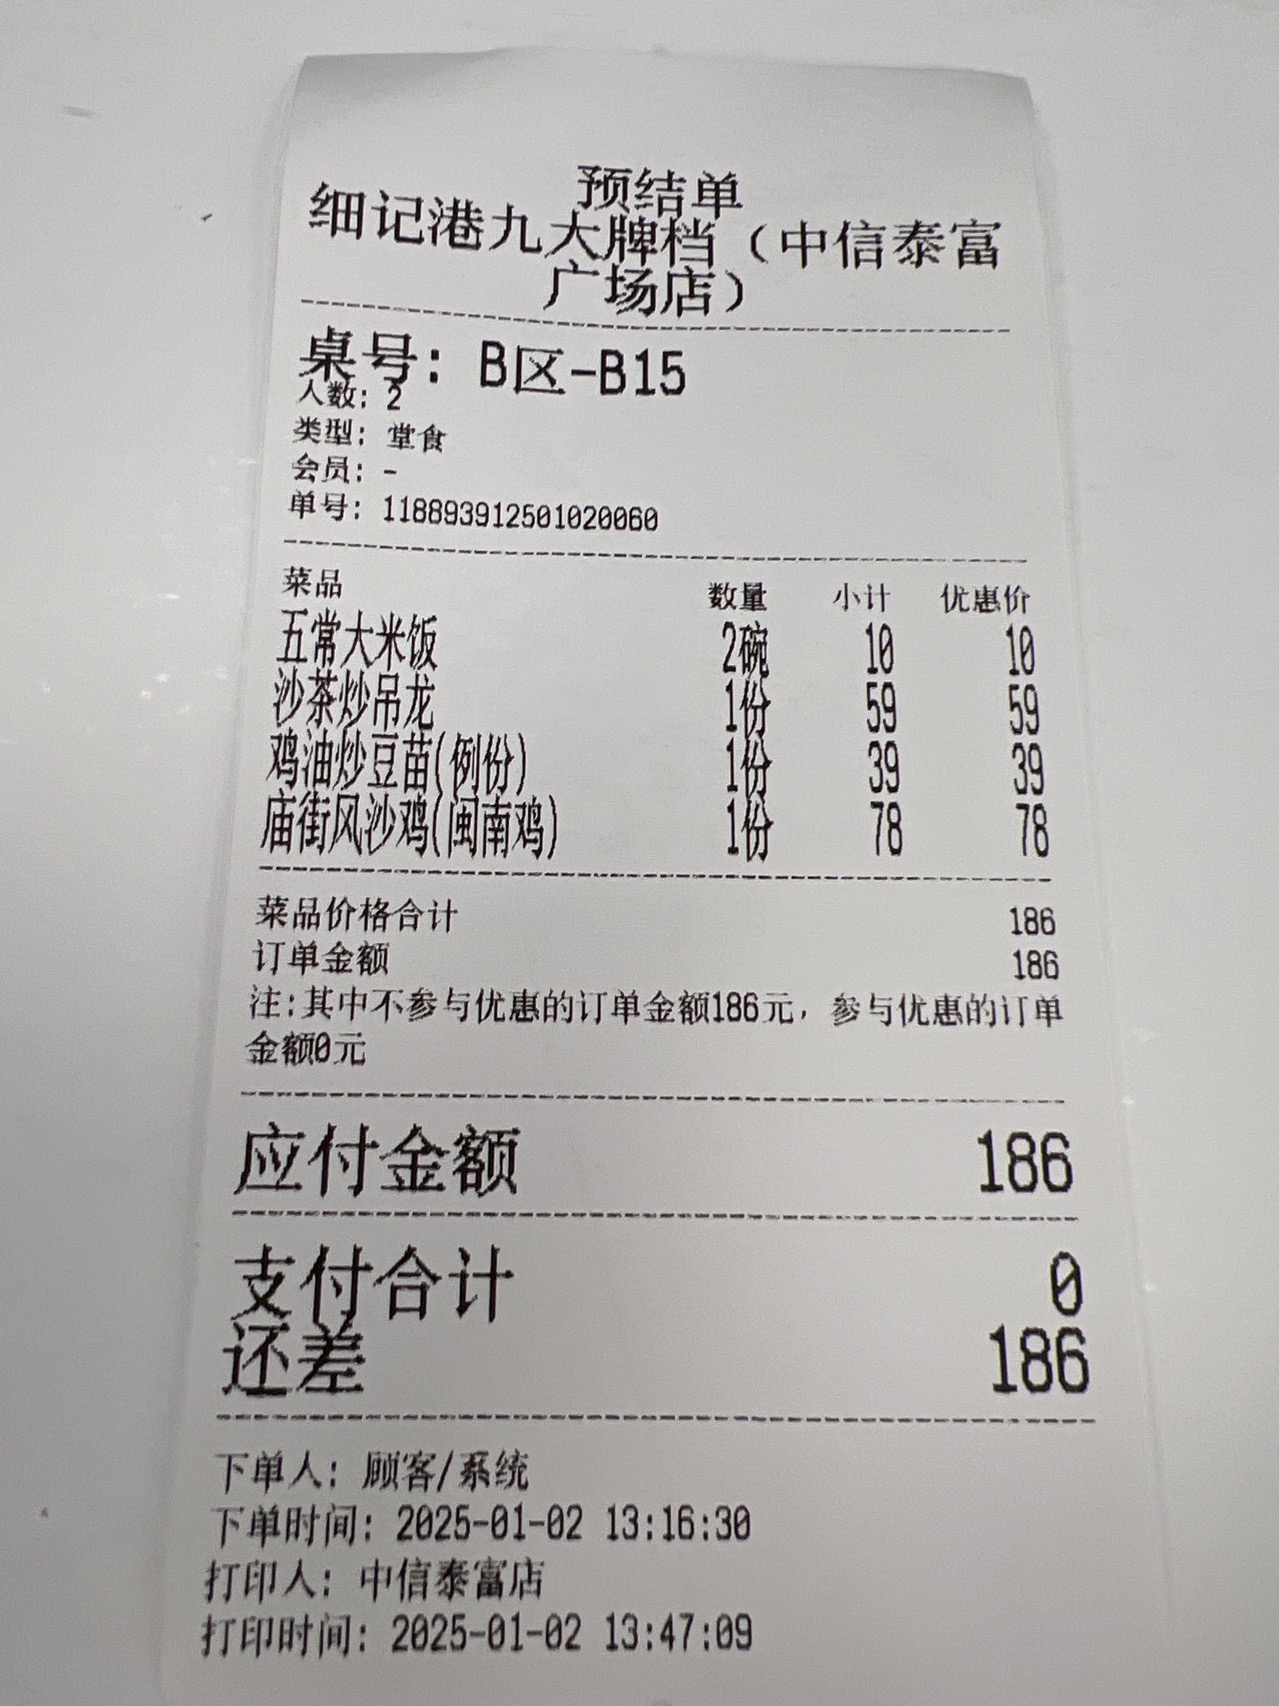 预结单
细记港九大牌档（中信泰富
广场店）
桌号: B区-B15
人数: 2
类型: 堂食
会员: -
单号: 118893912501020060
菜品 数量 小计 优惠价
五常大米饭 2碗 10 10
沙茶炒吊龙 1份 59 59
鸡油炒豆苗(例份) 1份 39 39
庙街风沙鸡(闽南鸡) 1份 78 78
菜品价格合计 186
订单金额 186
注:其中不参与优惠的订单金额186元，参与优惠的订单
金额0元
应付金额 186
支付合计 0
还差 186
下单人: 顾客/系统
下单时间: 2025-01-02 13:16:30
打印人: 中信泰富店
打印时间: 2025-01-02 13:47:09